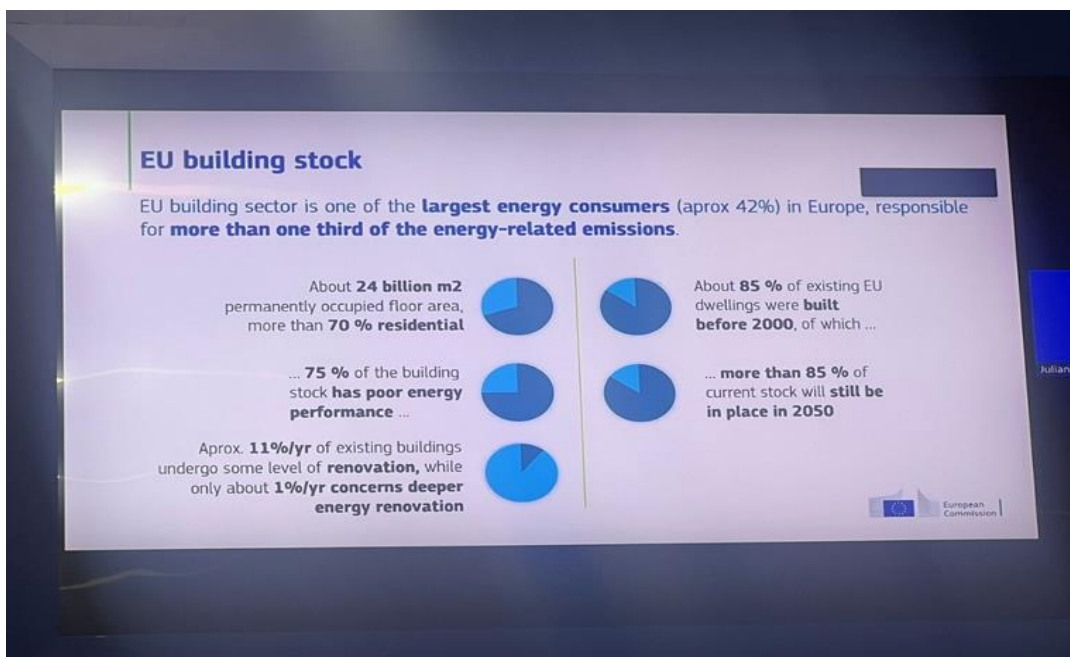 EU building stock
EU building sector is one of the largest energy consumers (aprox 42%) in Europe, responsible
for more than one third of the energy-related emissions.
About 24 billion m2
permanently occupied floor area,
more than 70 % residential
... 75 % of the building
stock has poor energy
performance ...
Aprox. 11%/yr of existing buildings
undergo some level of renovation, while
only about 1%/yr concerns deeper
energy renovation
About 85 % of existing EU
dwellings were built
before 2000, of which ...
... more than 85 % of
current stock will still be
in place in 2050
European
Commission
Julian